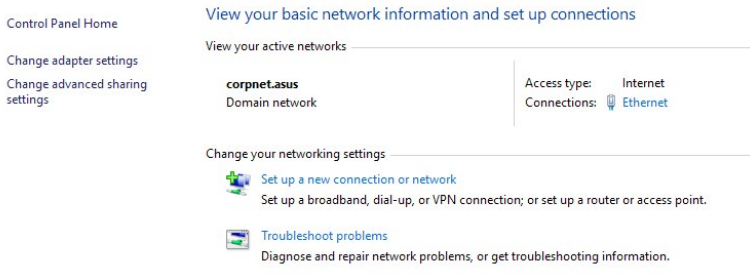 Control Panel Home
Change adapter settings
Change advanced sharing
settings
View your basic network information and set up connections
View your active networks
corpnet.asus
Domain network
Access type: Internet
Connections: Ethernet
Change your networking settings
Set up a new connection or network
Set up a broadband, dial-up, or VPN connection; or set up a router or access point.
Troubleshoot problems
Diagnose and repair network problems, or get troubleshooting information.